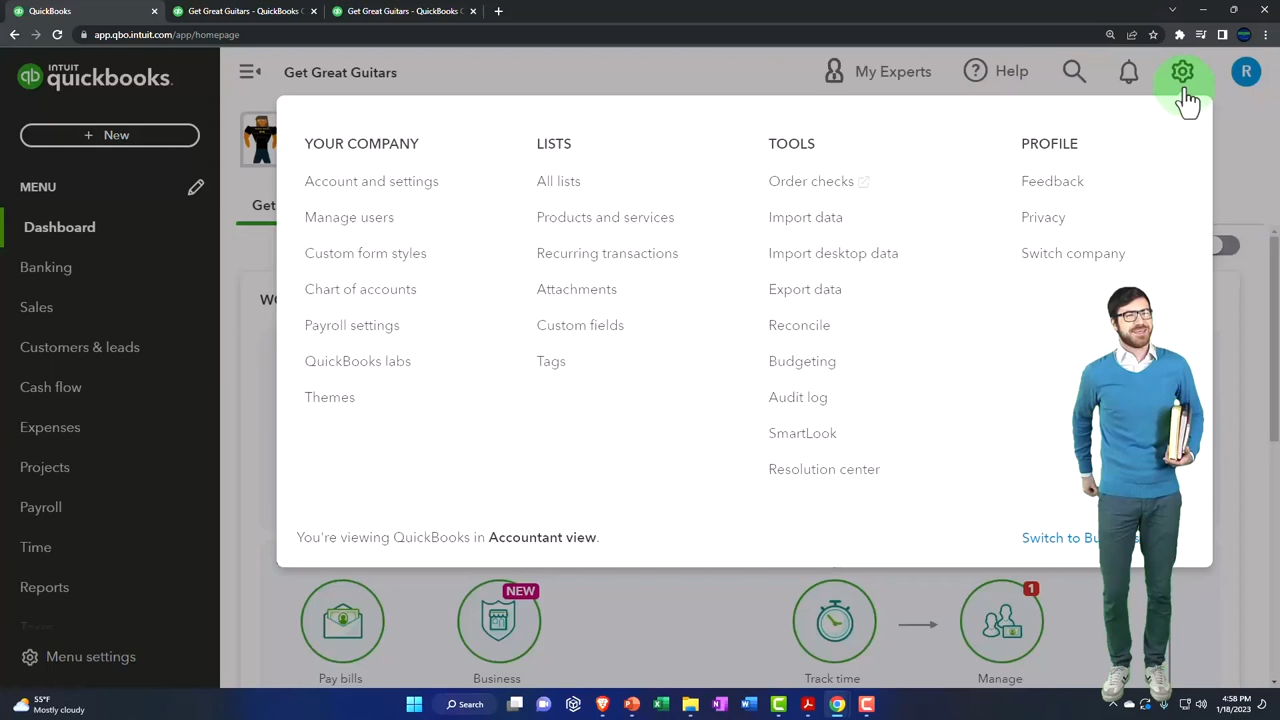 QuickBooks
Get Great Guitars - QuickBooks
Get Great Guitars - QuickBooks
app.qbo.intuit.com/app/homepage
INTUIT
qb quickbooks.
Get Great Guitars
My Experts
Help
R
+ New
MENU
Dashboard
Banking
Sales
Customers & leads
Cash flow
Expenses
Projects
Payroll
Time
Reports
Taxes
Menu settings
Get
YOUR COMPANY
Account and settings
Manage users
Custom form styles
Chart of accounts
Payroll settings
QuickBooks labs
Themes
LISTS
All lists
Products and services
Recurring transactions
Attachments
Custom fields
Tags
TOOLS
Order checks
Import data
Import desktop data
Export data
Reconcile
Budgeting
Audit log
SmartLook
Resolution center
PROFILE
Feedback
Privacy
Switch company
You're viewing QuickBooks in Accountant view.
Switch to
NEW
1
Pay bills
Business
Track time
Manage
55°F
Mostly cloudy
Search
4:58 PM
1/18/2023